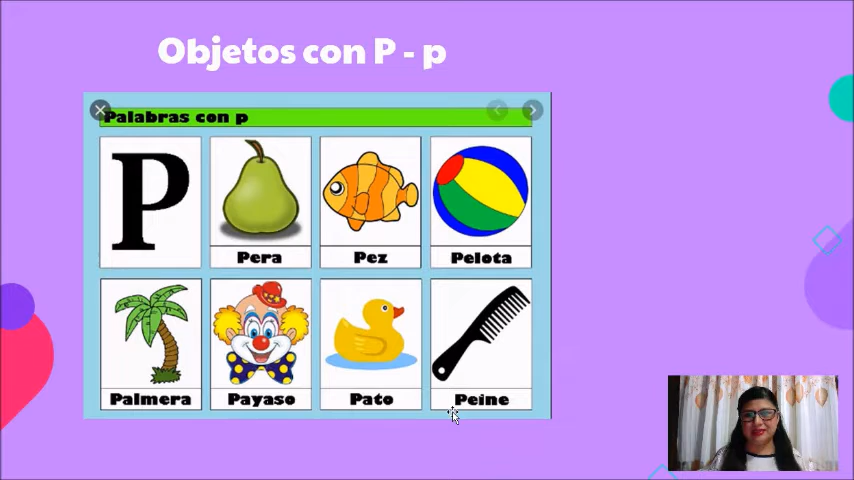 Objetos con P - p
Palabras con p
P
Pera
Pez
Pelota
Palmera
Payaso
Pato
Peine